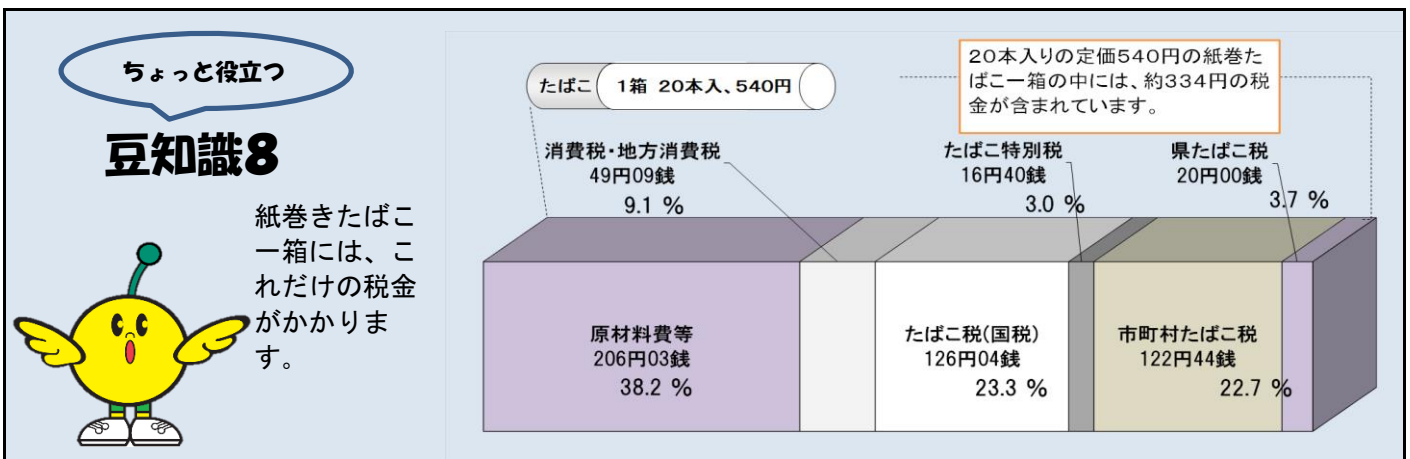 ちょっと役立つ
豆知識8
紙巻きたばこ
一箱には、こ
れだけの税金
がかかりま
す。
たばこ 1箱 20本入、540円
20本入りの定価540円の紙巻た
ばこ一箱の中には、約334円の税
金が含まれています。
消費税・地方消費税
49円09銭
9.1 %
たばこ特別税
16円40銭
3.0 %
県たばこ税
20円00銭
3.7 %
原材料費等
206円03銭
38.2 %
たばこ税(国税)
126円04銭
23.3 %
市町村たばこ税
122円44銭
22.7 %